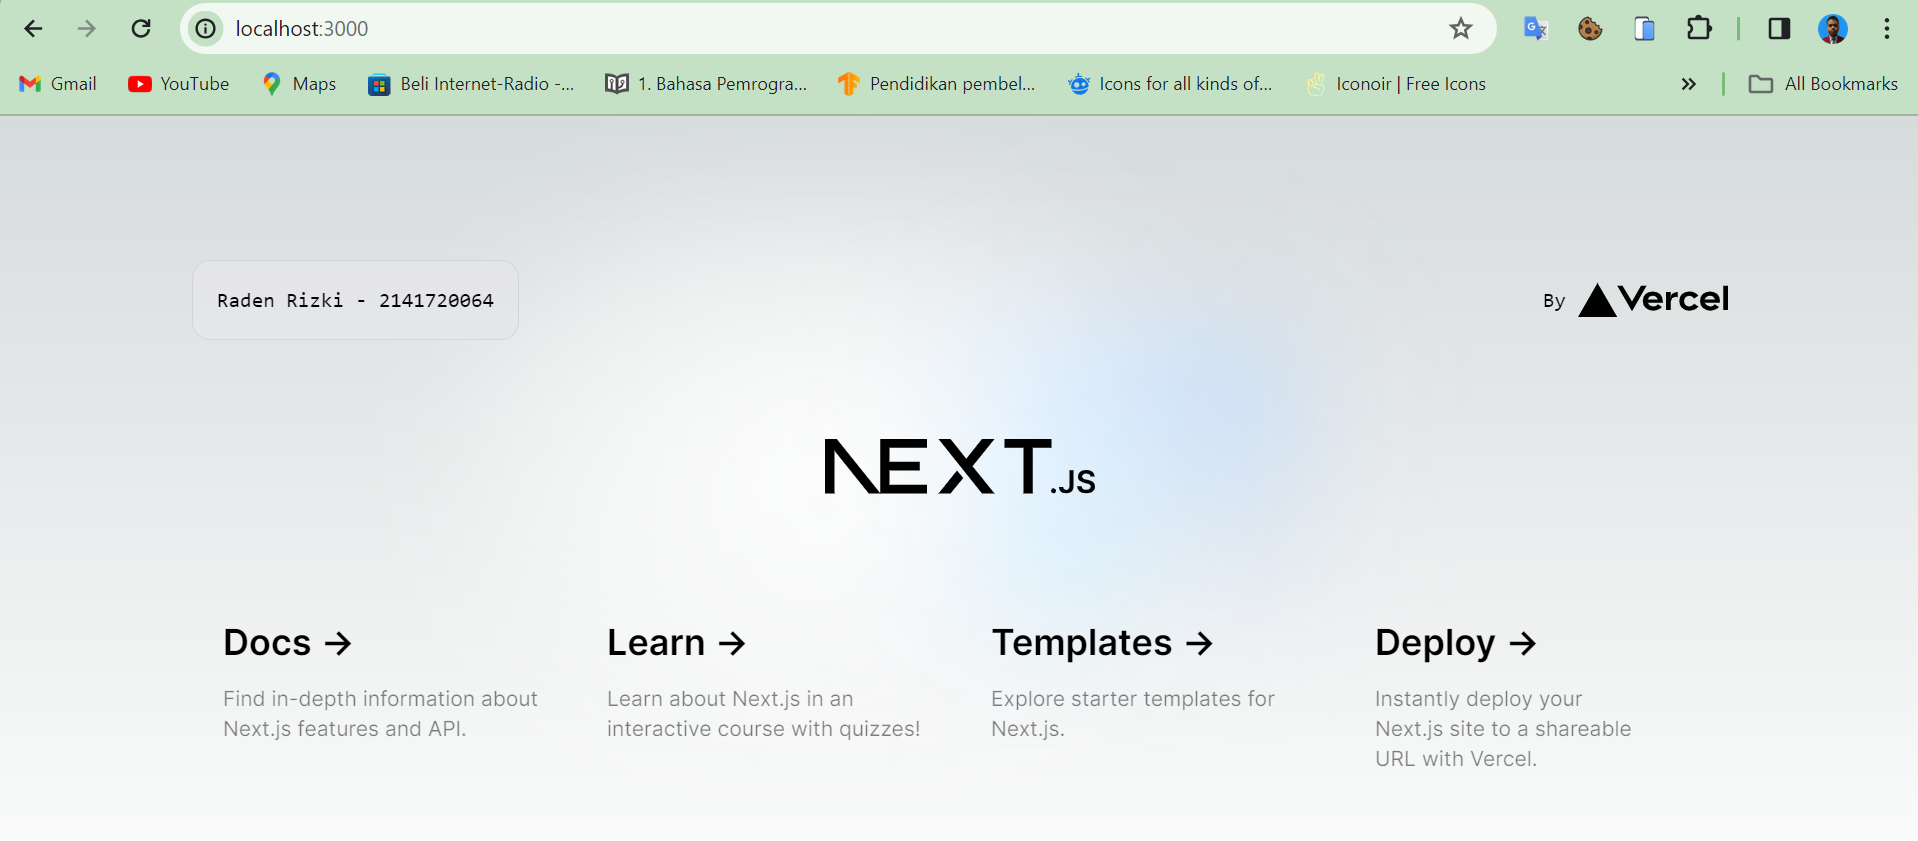 localhost:3000
Gmail YouTube Maps Beli Internet-Radio -... 1. Bahasa Pemrogra... Pendidikan pembel... Icons for all kinds of... Iconoir | Free Icons » All Bookmarks
Raden Rizki - 2141720064
By Vercel
NEXT.JS
Docs →
Find in-depth information about
Next.js features and API.
Learn →
Learn about Next.js in an
interactive course with quizzes!
Templates →
Explore starter templates for
Next.js.
Deploy →
Instantly deploy your
Next.js site to a shareable
URL with Vercel.